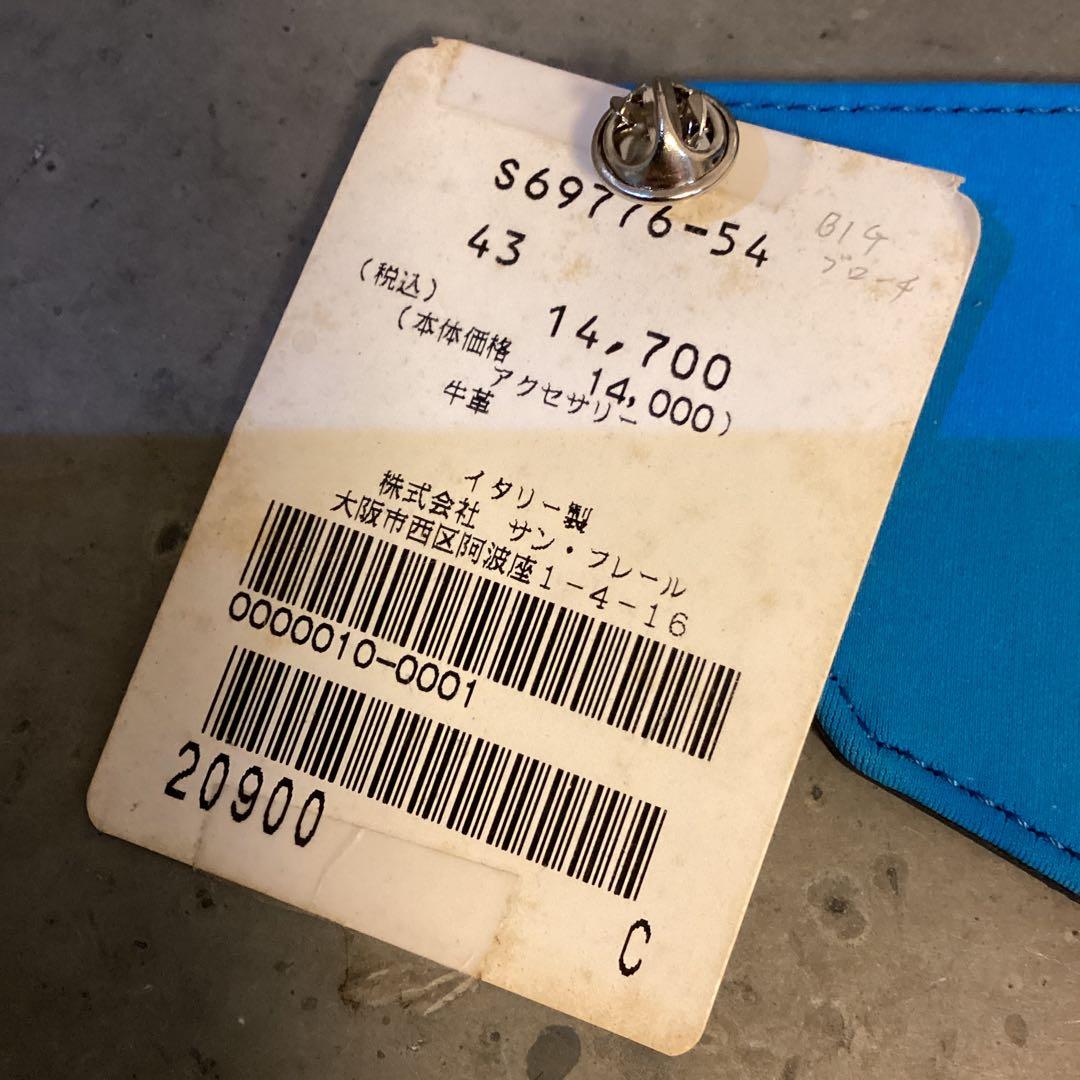 S69776-54
BIG
ブローチ
43
(税込) 14,700
(本体価格 14,000)
アクセサリー
牛革
イタリー製
株式会社 サン・フレール
大阪市西区阿波座1-4-16
0000010-0001
20900
C